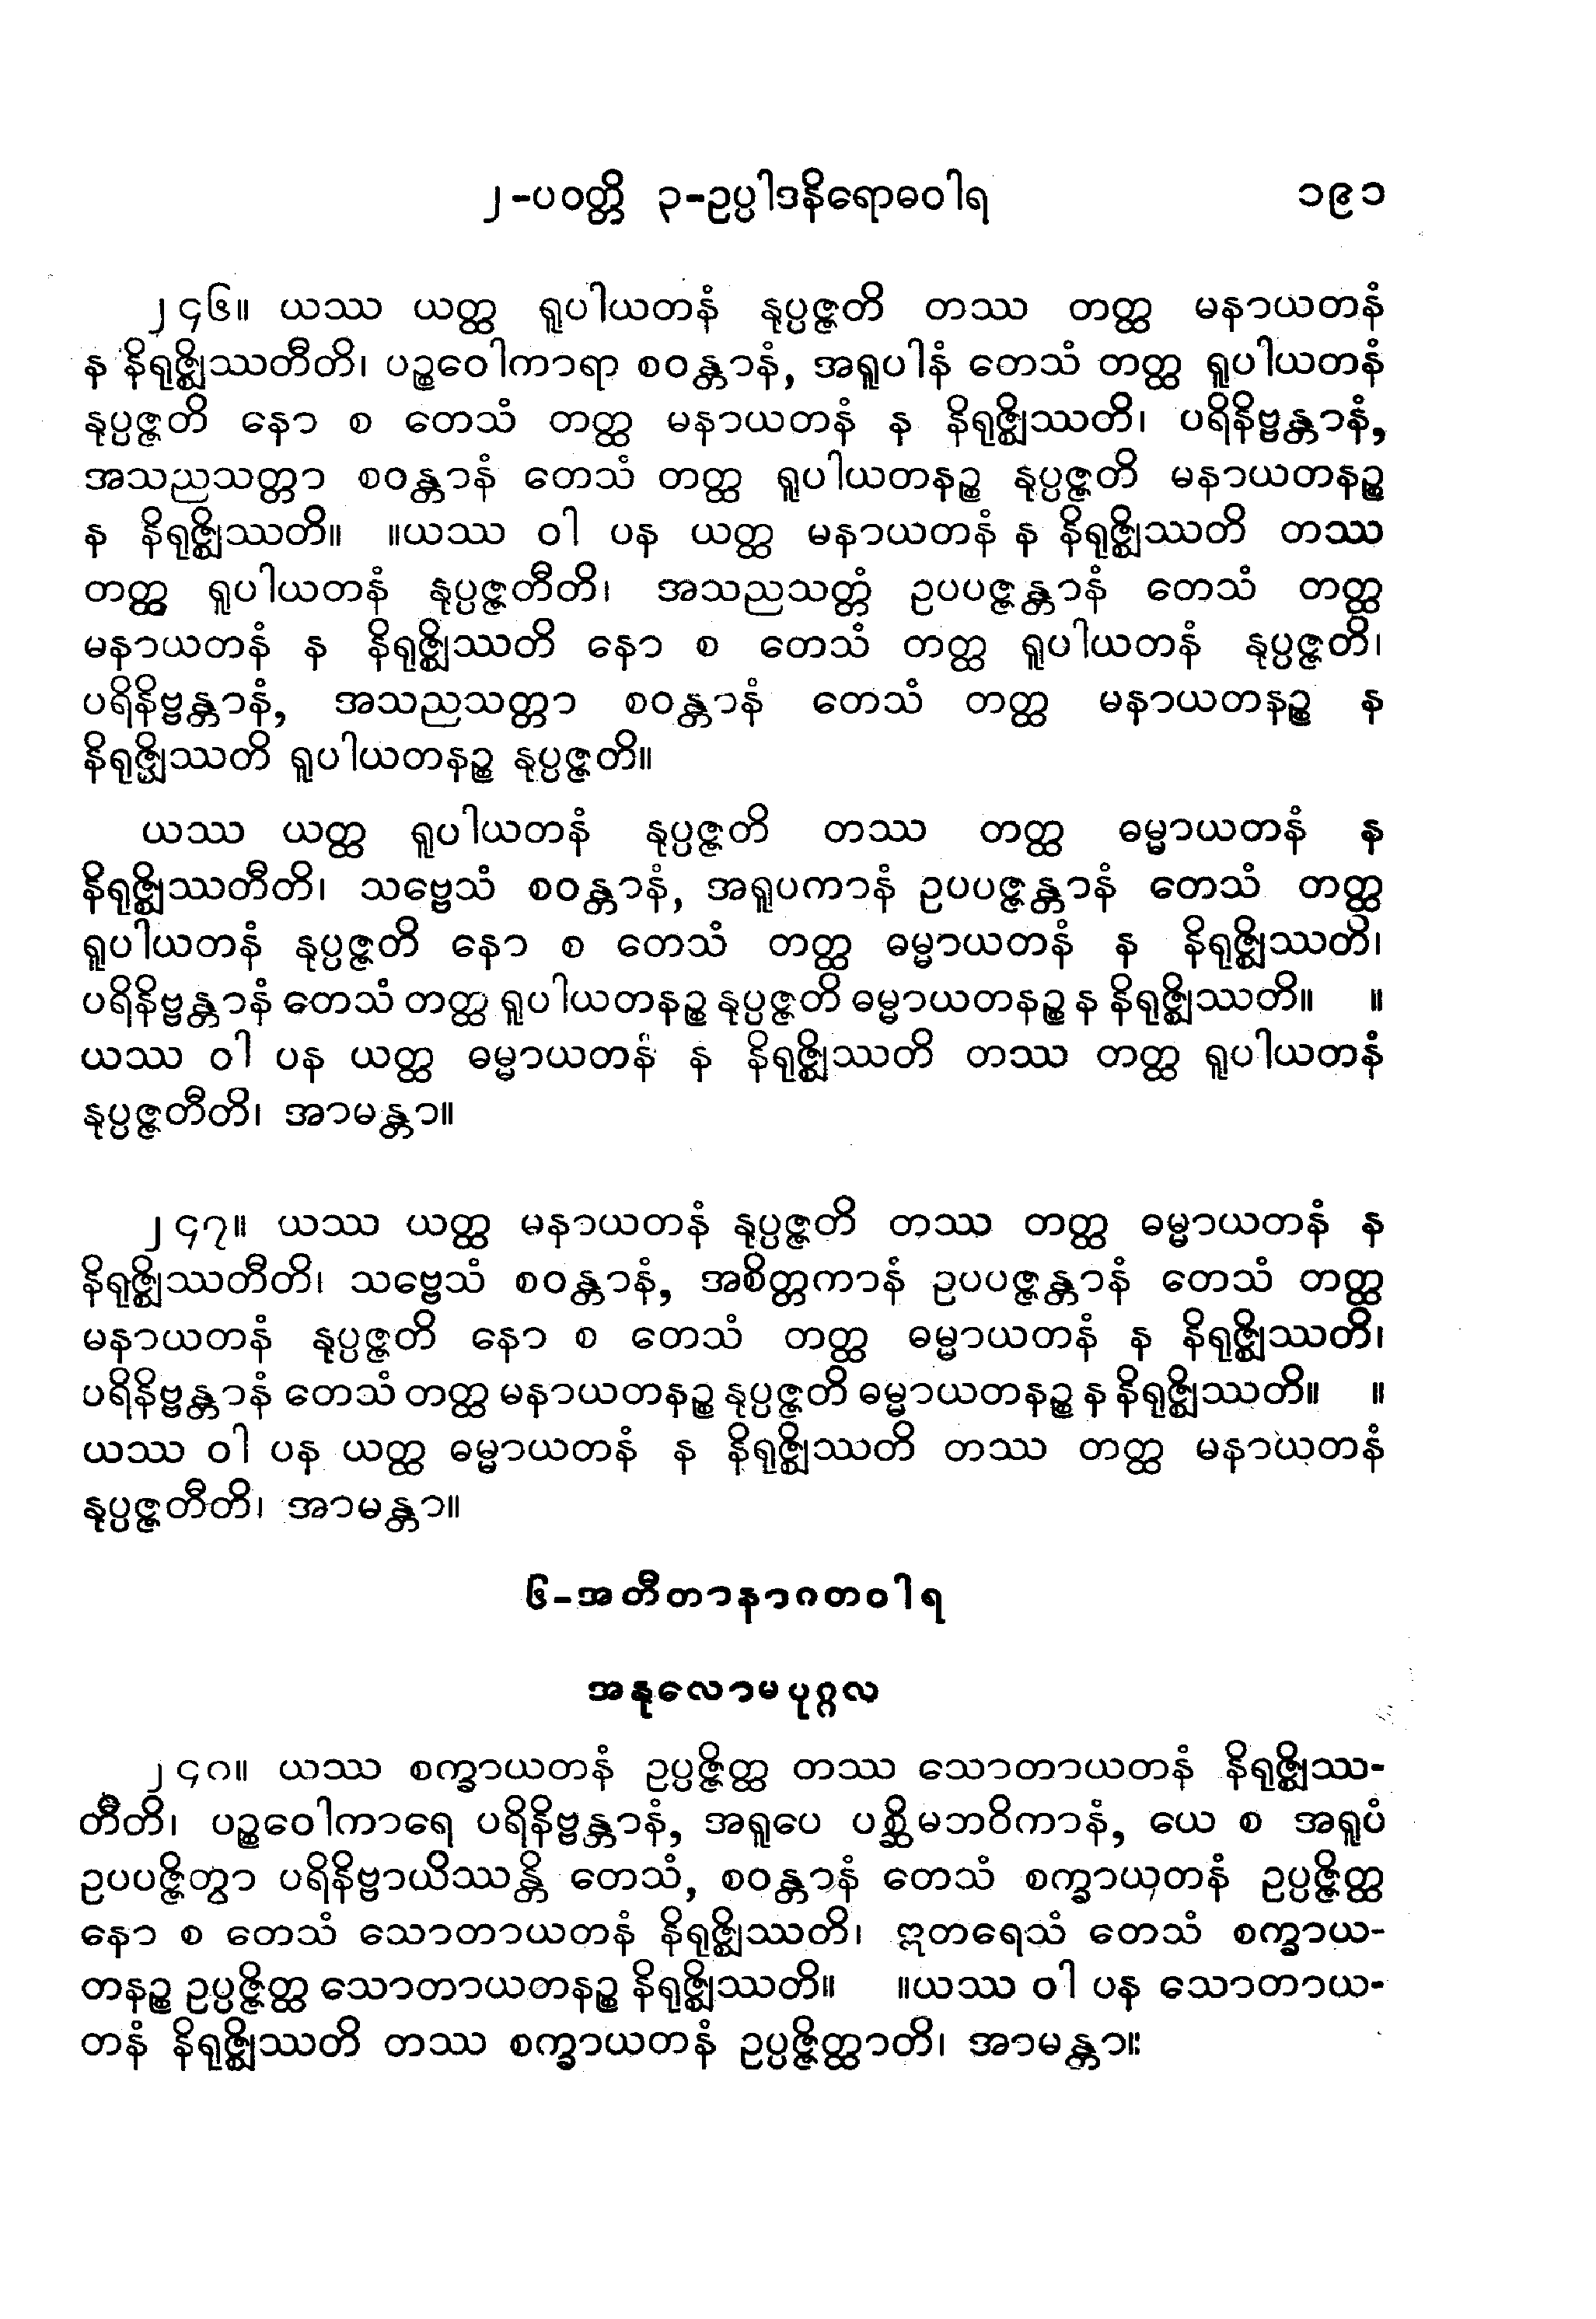 ၂-ပဝတ္တိ ၃-ဥပ္ပါဒနိရောဓဝါရ ၁၉၁
၂၄၆။ ယဿ ယတ္ထ ရူပါယတနံ နုပ္ပဇ္ဇတိ တဿ တတ္ထ မနာယတနံ
န နိရုဇ္ဈိဿတီတိ၊ ပဉ္စဝေါကာရာ စဝန္တာနံ, အရူပါနံ တေသံ တတ္ထ ရူပါယတနံ
နုပ္ပဇ္ဇတိ နော စ တေသံ တတ္ထ မနာယတနံ န နိရုဇ္ဈိဿတိ၊ ပရိနိဗ္ဗန္တာနံ,
အသညသတ္တာ စဝန္တာနံ တေသံ တတ္ထ ရူပါယတနဉ္စ နုပ္ပဇ္ဇတိ မနာယတနဉ္စ
န နိရုဇ္ဈိဿတိ။ ။ယဿ ဝါ ပန ယတ္ထ မနာယတနံ န နိရုဇ္ဈိဿတိ တဿ
တတ္ထ ရူပါယတနံ နုပ္ပဇ္ဇတီတိ၊ အသညသတ္တံ ဥပပဇ္ဇန္တာနံ တေသံ တတ္ထ
မနာယတနံ န နိရုဇ္ဈိဿတိ နော စ တေသံ တတ္ထ ရူပါယတနံ နုပ္ပဇ္ဇတိ၊
ပရိနိဗ္ဗန္တာနံ, အသညသတ္တာ စဝန္တာနံ တေသံ တတ္ထ မနာယတနဉ္စ န
နိရုဇ္ဈိဿတိ ရူပါယတနဉ္စ နုပ္ပဇ္ဇတိ။
ယဿ ယတ္ထ ရူပါယတနံ နုပ္ပဇ္ဇတိ တဿ တတ္ထ ဓမ္မာယတနံ န
နိရုဇ္ဈိဿတီတိ၊ သဗ္ဗေသံ စဝန္တာနံ, အရူပကာနံ ဥပပဇ္ဇန္တာနံ တေသံ တတ္ထ
ရူပါယတနံ နုပ္ပဇ္ဇတိ နော စ တေသံ တတ္ထ ဓမ္မာယတနံ န နိရုဇ္ဈိဿတိ၊
ပရိနိဗ္ဗန္တာနံ တေသံ တတ္ထ ရူပါယတနဉ္စ နုပ္ပဇ္ဇတိ ဓမ္မာယတနဉ္စ န နိရုဇ္ဈိဿတိ။ ။
ယဿ ဝါ ပန ယတ္ထ ဓမ္မာယတနံ န နိရုဇ္ဈိဿတိ တဿ တတ္ထ ရူပါယတနံ
နုပ္ပဇ္ဇတီတိ၊ အာမန္တာ။
၂၄၇။ ယဿ ယတ္ထ မနာယတနံ နုပ္ပဇ္ဇတိ တဿ တတ္ထ ဓမ္မာယတနံ န
နိရုဇ္ဈိဿတီတိ၊ သဗ္ဗေသံ စဝန္တာနံ, အစိတ္တကာနံ ဥပပဇ္ဇန္တာနံ တေသံ တတ္ထ
မနာယတနံ နုပ္ပဇ္ဇတိ နော စ တေသံ တတ္ထ ဓမ္မာယတနံ န နိရုဇ္ဈိဿတိ၊
ပရိနိဗ္ဗန္တာနံ တေသံ တတ္ထ မနာယတနဉ္စ နုပ္ပဇ္ဇတိ ဓမ္မာယတနဉ္စ န နိရုဇ္ဈိဿတိ။ ။
ယဿ ဝါ ပန ယတ္ထ ဓမ္မာယတနံ န နိရုဇ္ဈိဿတိ တဿ တတ္ထ မနာယတနံ
နုပ္ပဇ္ဇတီတိ၊ အာမန္တာ။
၆-အတီတာနာဂတဝါရ
အနုလောမပုဂ္ဂလ
၂၄၈။ ယဿ စက္ခာယတနံ ဥပ္ပဇ္ဇိတ္ထ တဿ သောတာယတနံ နိရုဇ္ဈိဿ-
တီတိ၊ ပဉ္စဝေါကာရေ ပရိနိဗ္ဗန္တာနံ, အရူပေ ပစ္ဆိမဘဝိကာနံ, ယေ စ အရူပံ
ဥပပဇ္ဇိတွာ ပရိနိဗ္ဗာယိဿန္တိ တေသံ, စဝန္တာနံ တေသံ စက္ခာယတနံ ဥပ္ပဇ္ဇိတ္ထ
နော စ တေသံ သောတာယတနံ နိရုဇ္ဈိဿတိ၊ ဣတရေသံ တေသံ စက္ခာယ-
တနဉ္စ ဥပ္ပဇ္ဇိတ္ထ သောတာယတနဉ္စ နိရုဇ္ဈိဿတိ။ ။ယဿ ဝါ ပန သောတာယ-
တနံ နိရုဇ္ဈိဿတိ တဿ စက္ခာယတနံ ဥပ္ပဇ္ဇိတ္ထာတိ၊ အာမန္တာ။